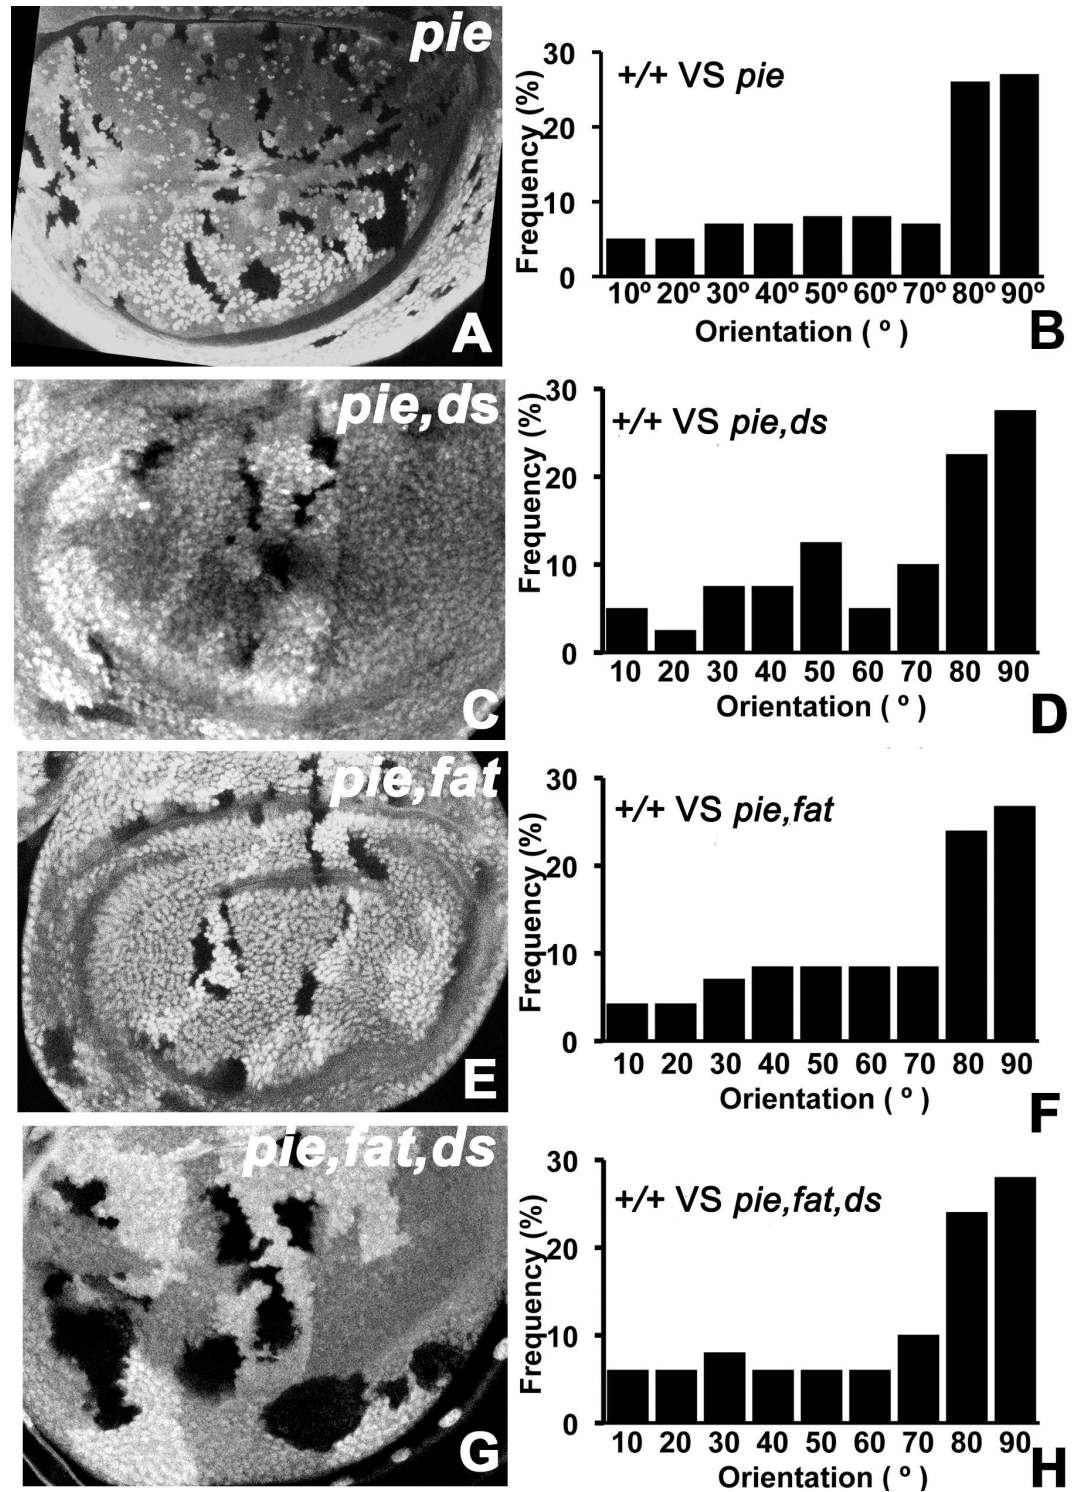 pie
A
30
20
10
0
Frequency (%)
+/+ VS pie
10º 20º 30º 40º 50º 60º 70º 80º 90º
Orientation ( º )
B
pie,ds
C
30
20
10
0
Frequency (%)
+/+ VS pie,ds
10 20 30 40 50 60 70 80 90
Orientation ( º )
D
pie,fat
E
30
20
10
0
Frequency (%)
+/+ VS pie,fat
10 20 30 40 50 60 70 80 90
Orientation ( º )
F
pie,fat,ds
G
30
20
10
0
Frequency (%)
+/+ VS pie,fat,ds
10 20 30 40 50 60 70 80 90
Orientation ( º )
H